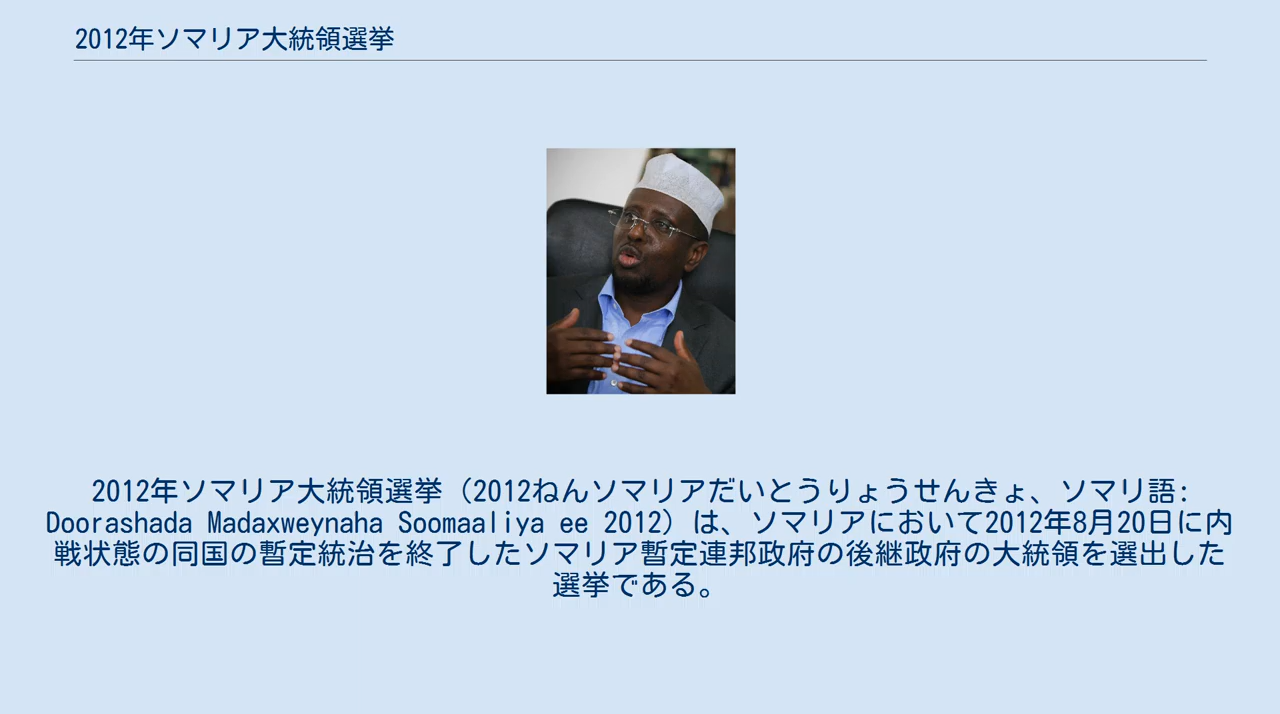 2012年ソマリア大統領選挙
2012年ソマリア大統領選挙（2012ねんソマリアだいとうりょうせんきょ、ソマリ語:
Doorashada Madaxweynaha Soomaaliya ee 2012）は、ソマリアにおいて2012年8月20日に内
戦状態の同国の暫定統治を終了したソマリア暫定連邦政府の後継政府の大統領を選出した
選挙である。